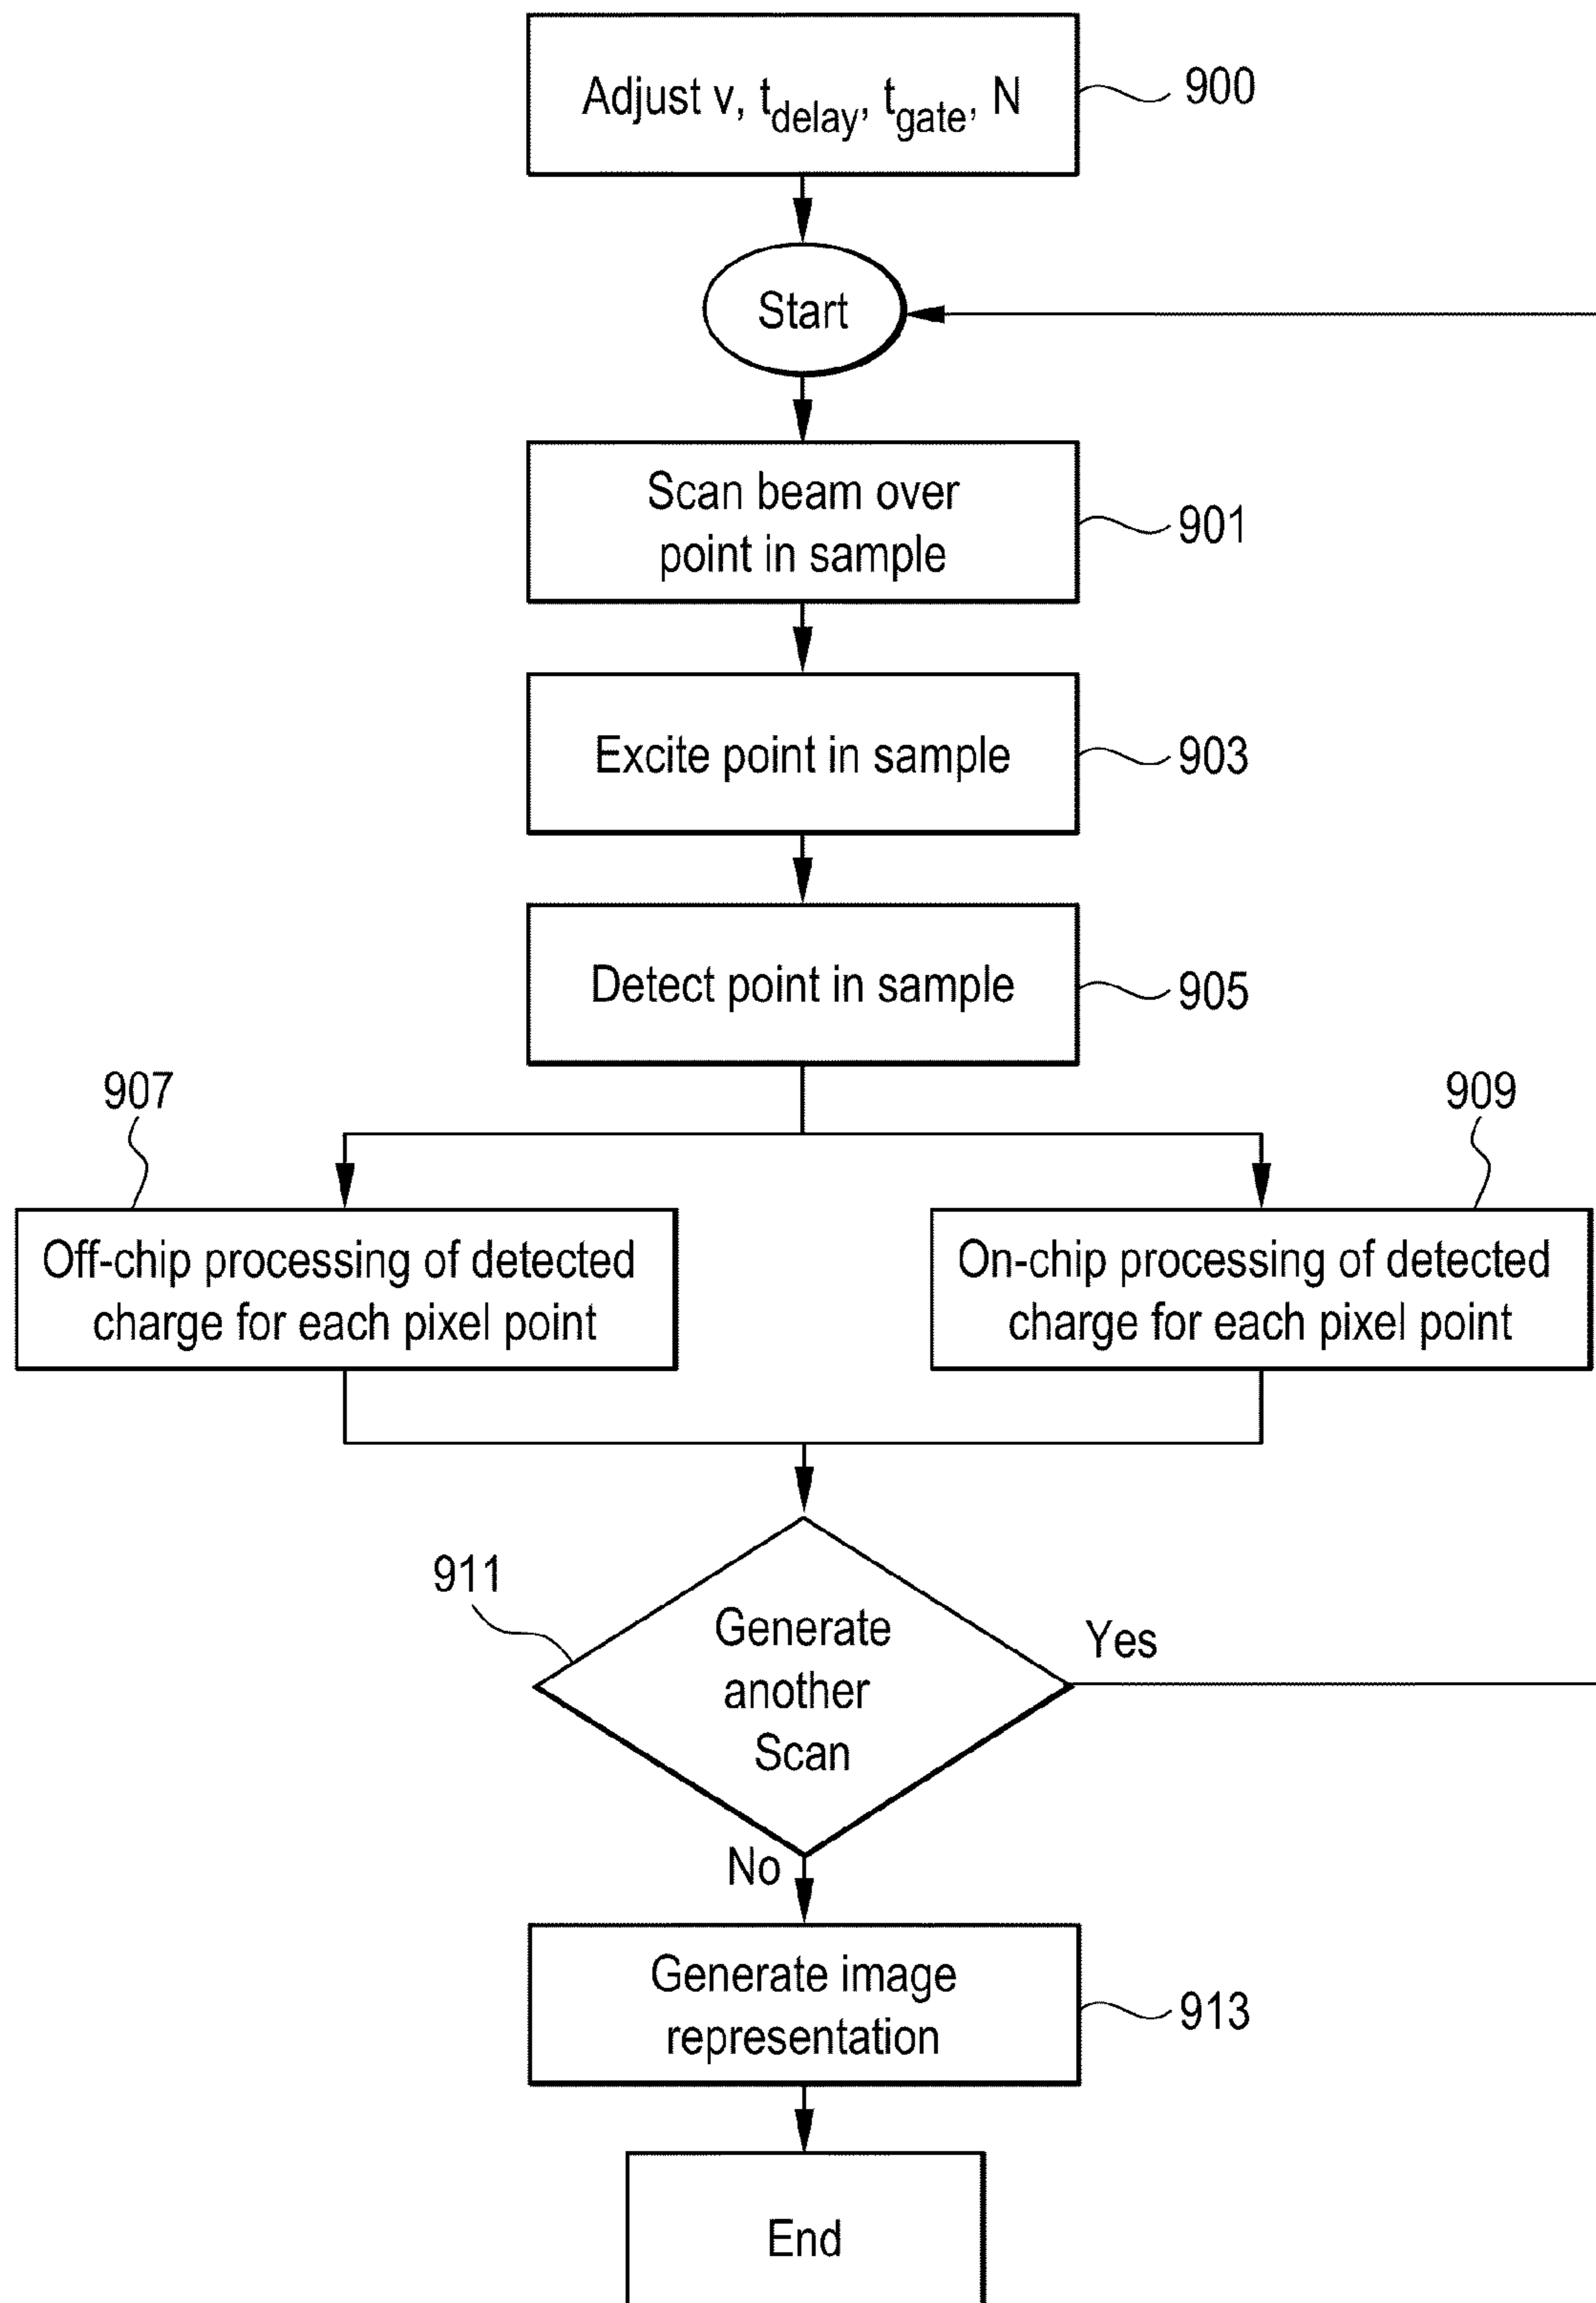 Adjust v, t_delay, t_gate, N
900
Start
Scan beam over
point in sample
901
Excite point in sample
903
Detect point in sample
905
907
909
Off-chip processing of detected
charge for each pixel point
On-chip processing of detected
charge for each pixel point
911
Generate
another
Scan
Yes
No
Generate image
representation
913
End